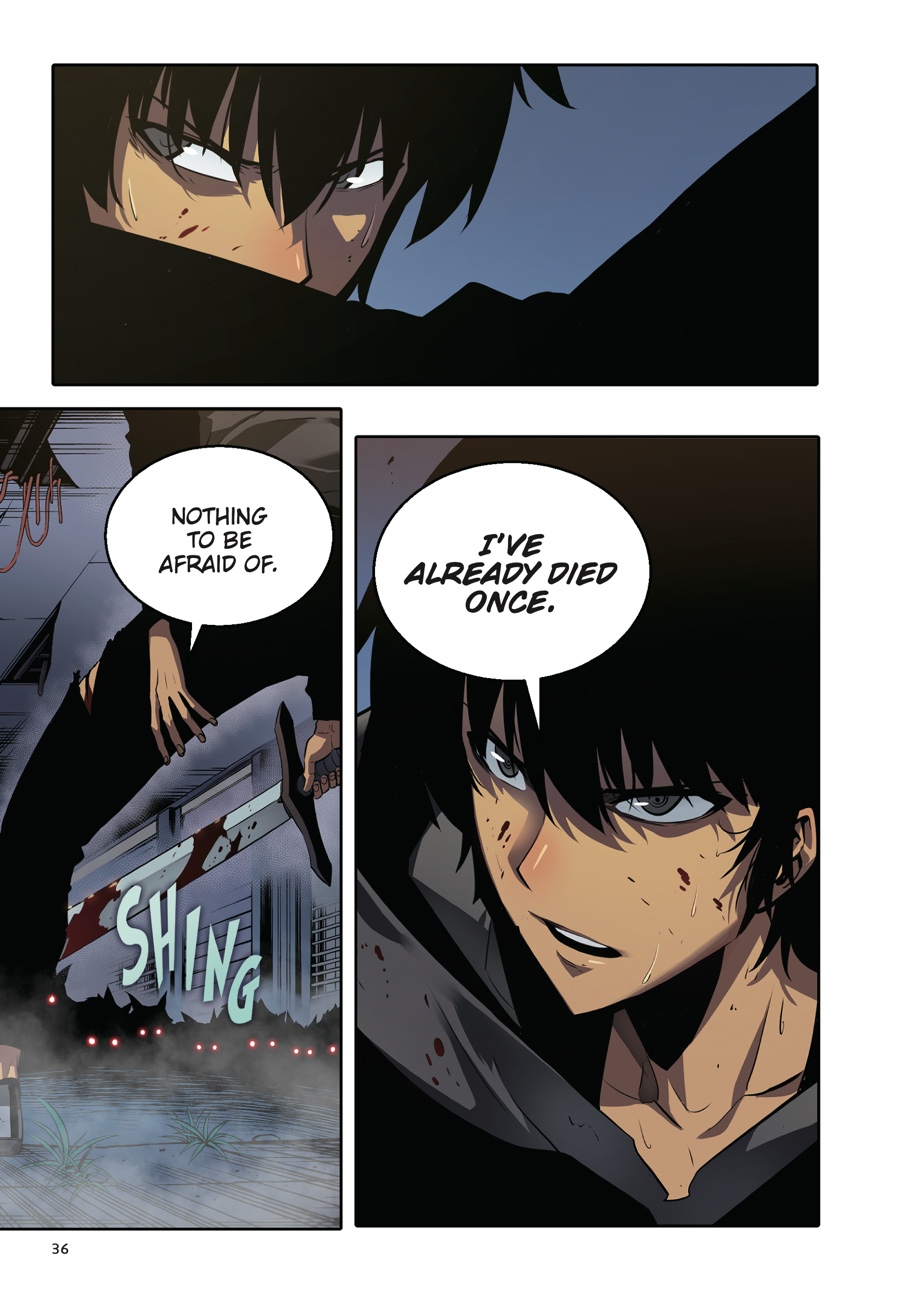 NOTHING
TO BE
AFRAID OF.
I'VE
ALREADY DIED
ONCE.
SHING
36